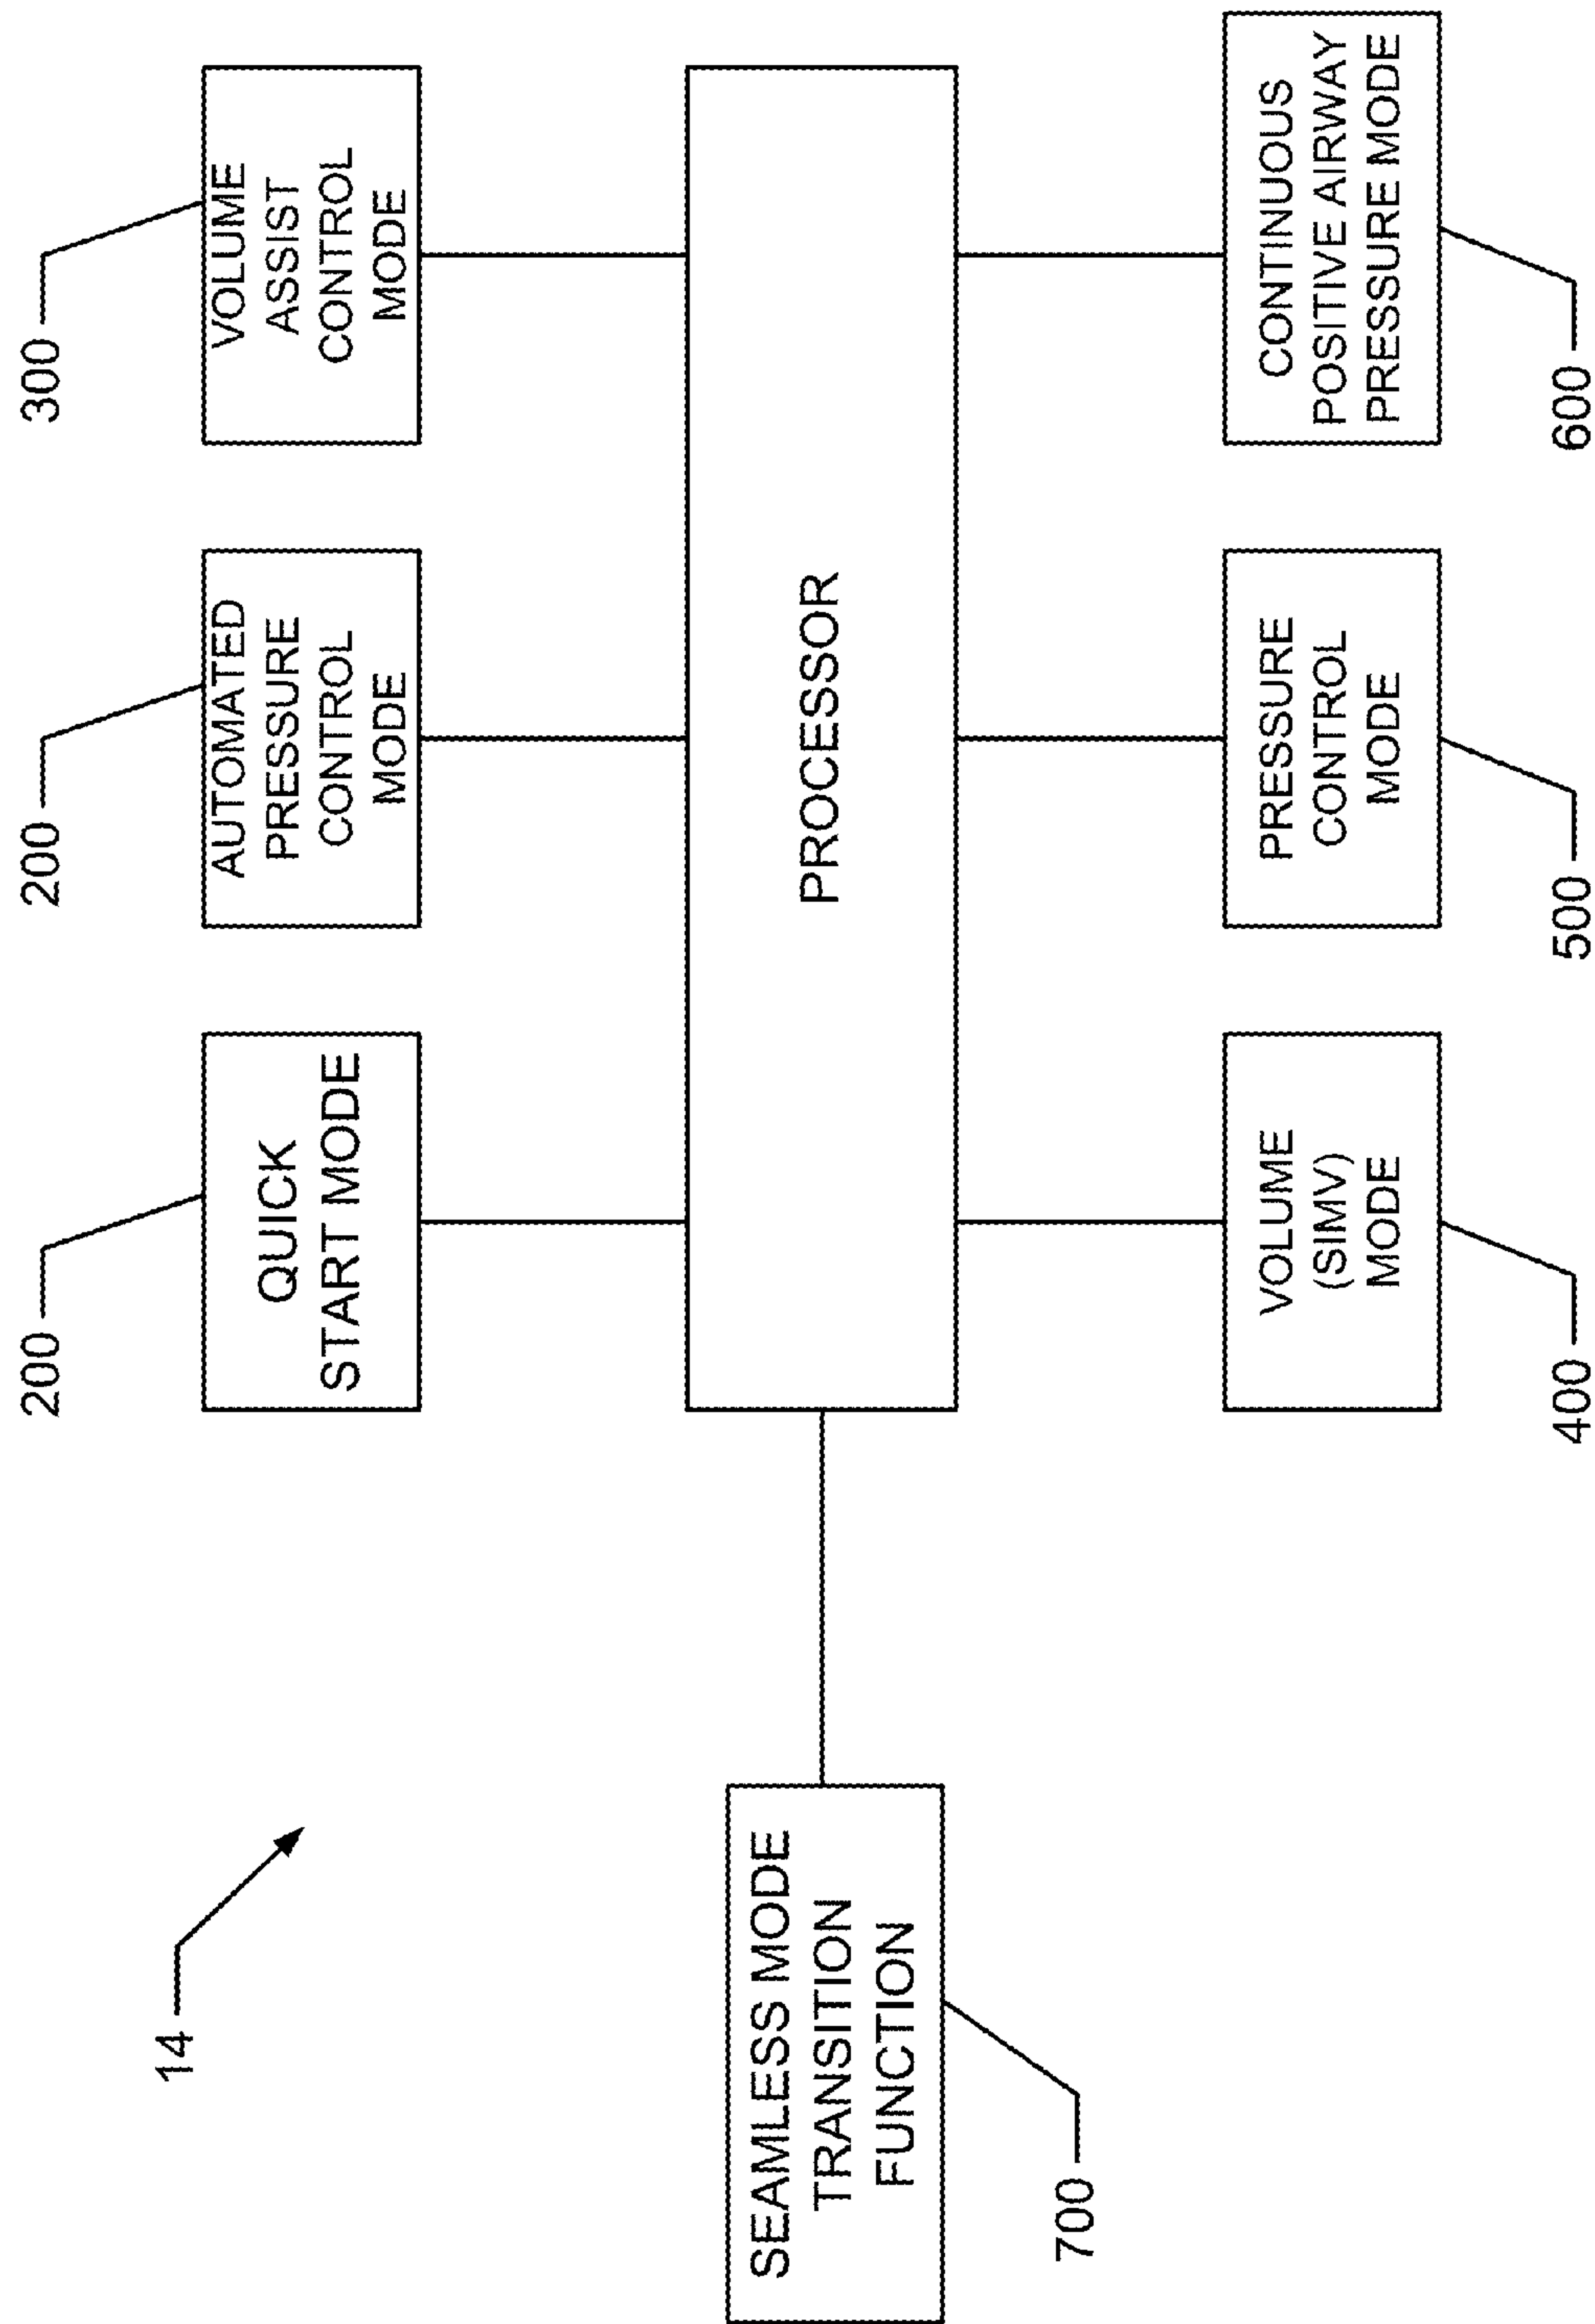 200
200
300
QUICK
START MODE
AUTOMATED
PRESSURE
CONTROL
MODE
VOLUME
ASSIST
CONTROL
MODE
14
SEAMLESS MODE
TRANSITION
FUNCTION
700
PROCESSOR
VOLUME
(SIMV)
MODE
PRESSURE
CONTROL
MODE
CONTINUOUS
POSITIVE AIRWAY
PRESSURE MODE
400
500
600